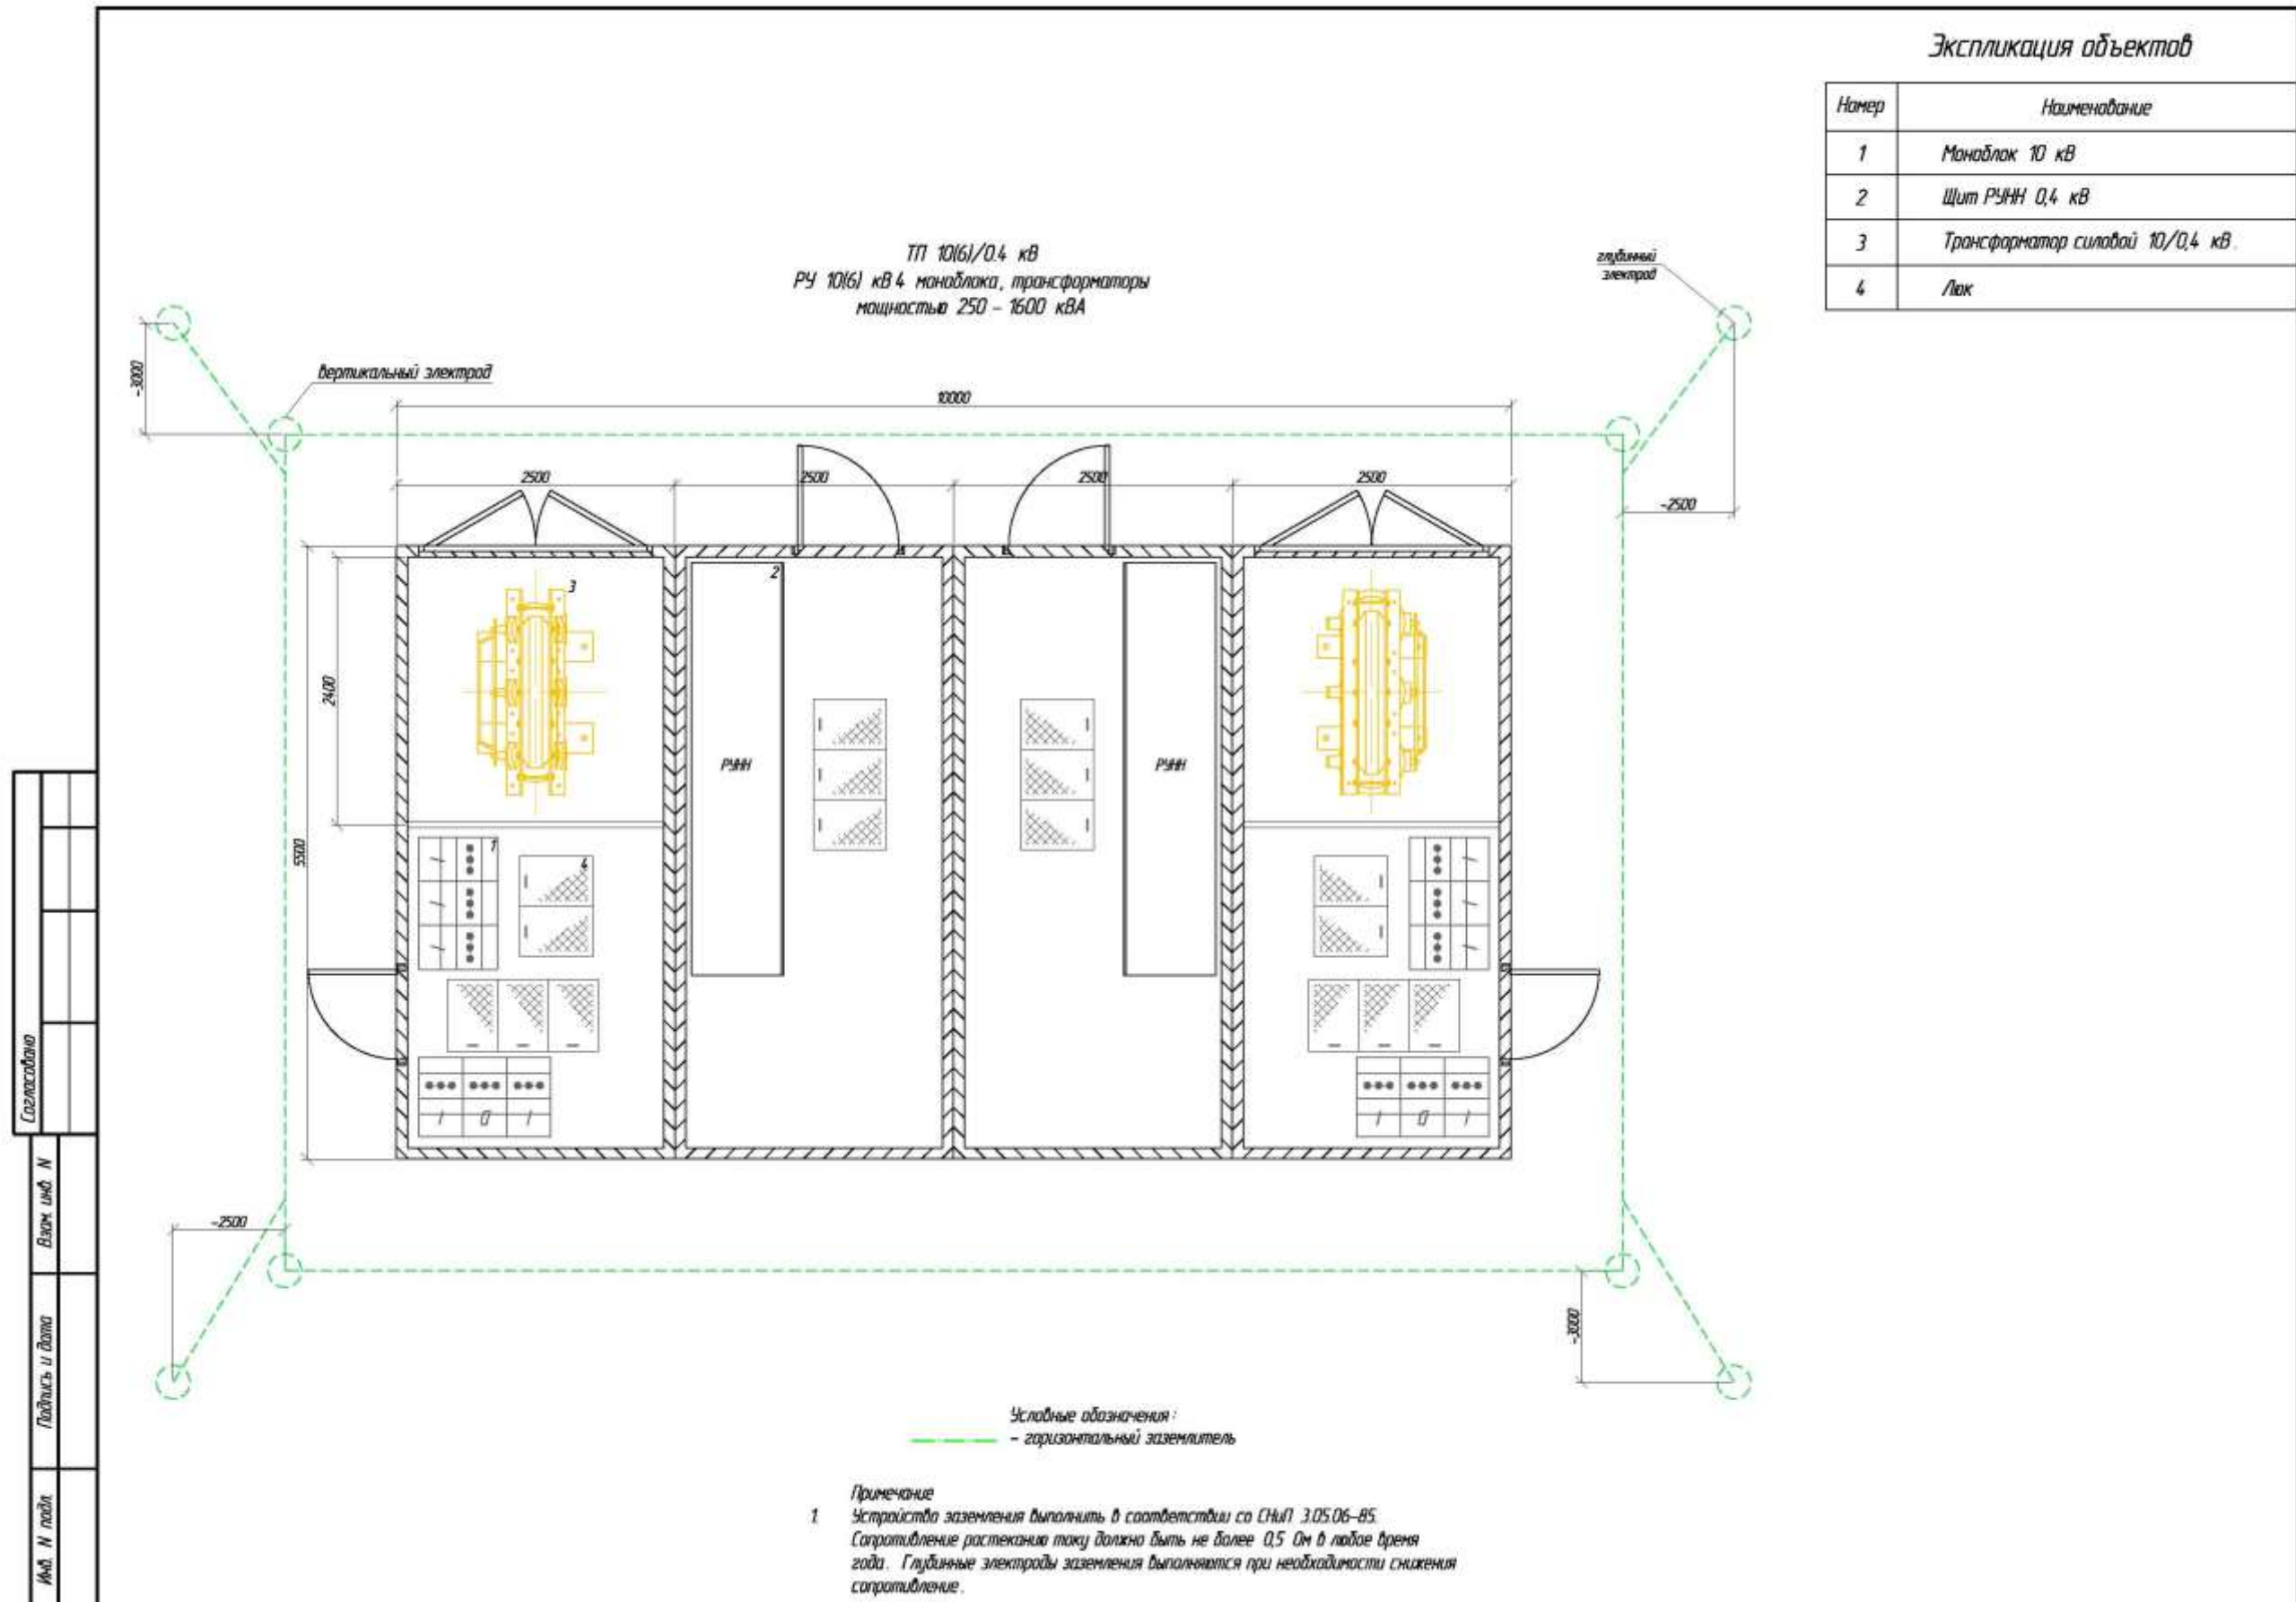 Экспликация объектов
Номер Наименование
1 Моноблок 10 кВ
2 Щит РУНН 0,4 кВ
3 Трансформатор силовой 10/0,4 кВ.
4 Люк
ТП 10(6)/0.4 кВ
РУ 10(6) кВ 4 моноблока, трансформаторы
мощностью 250 - 1600 кВА
глубинный
электрод
вертикальный электрод
~3000
10000
2500 2500 2500 2500
~2500
3
2
2400
РУНН
РУНН
5500
1
4
~2500
~3000
Условные обозначения:
- горизонтальный заземлитель
Примечание
1. Устройство заземления выполнить в соответствии со СНиП 3.05.06-85.
Сопротивление растеканию току должно быть не более 0,5 Ом в любое время
года. Глубинные электроды заземления выполняются при необходимости снижения
сопротивление.
Согласовано
Взам. инв. N
Подпись и дата
Инв. N подл.